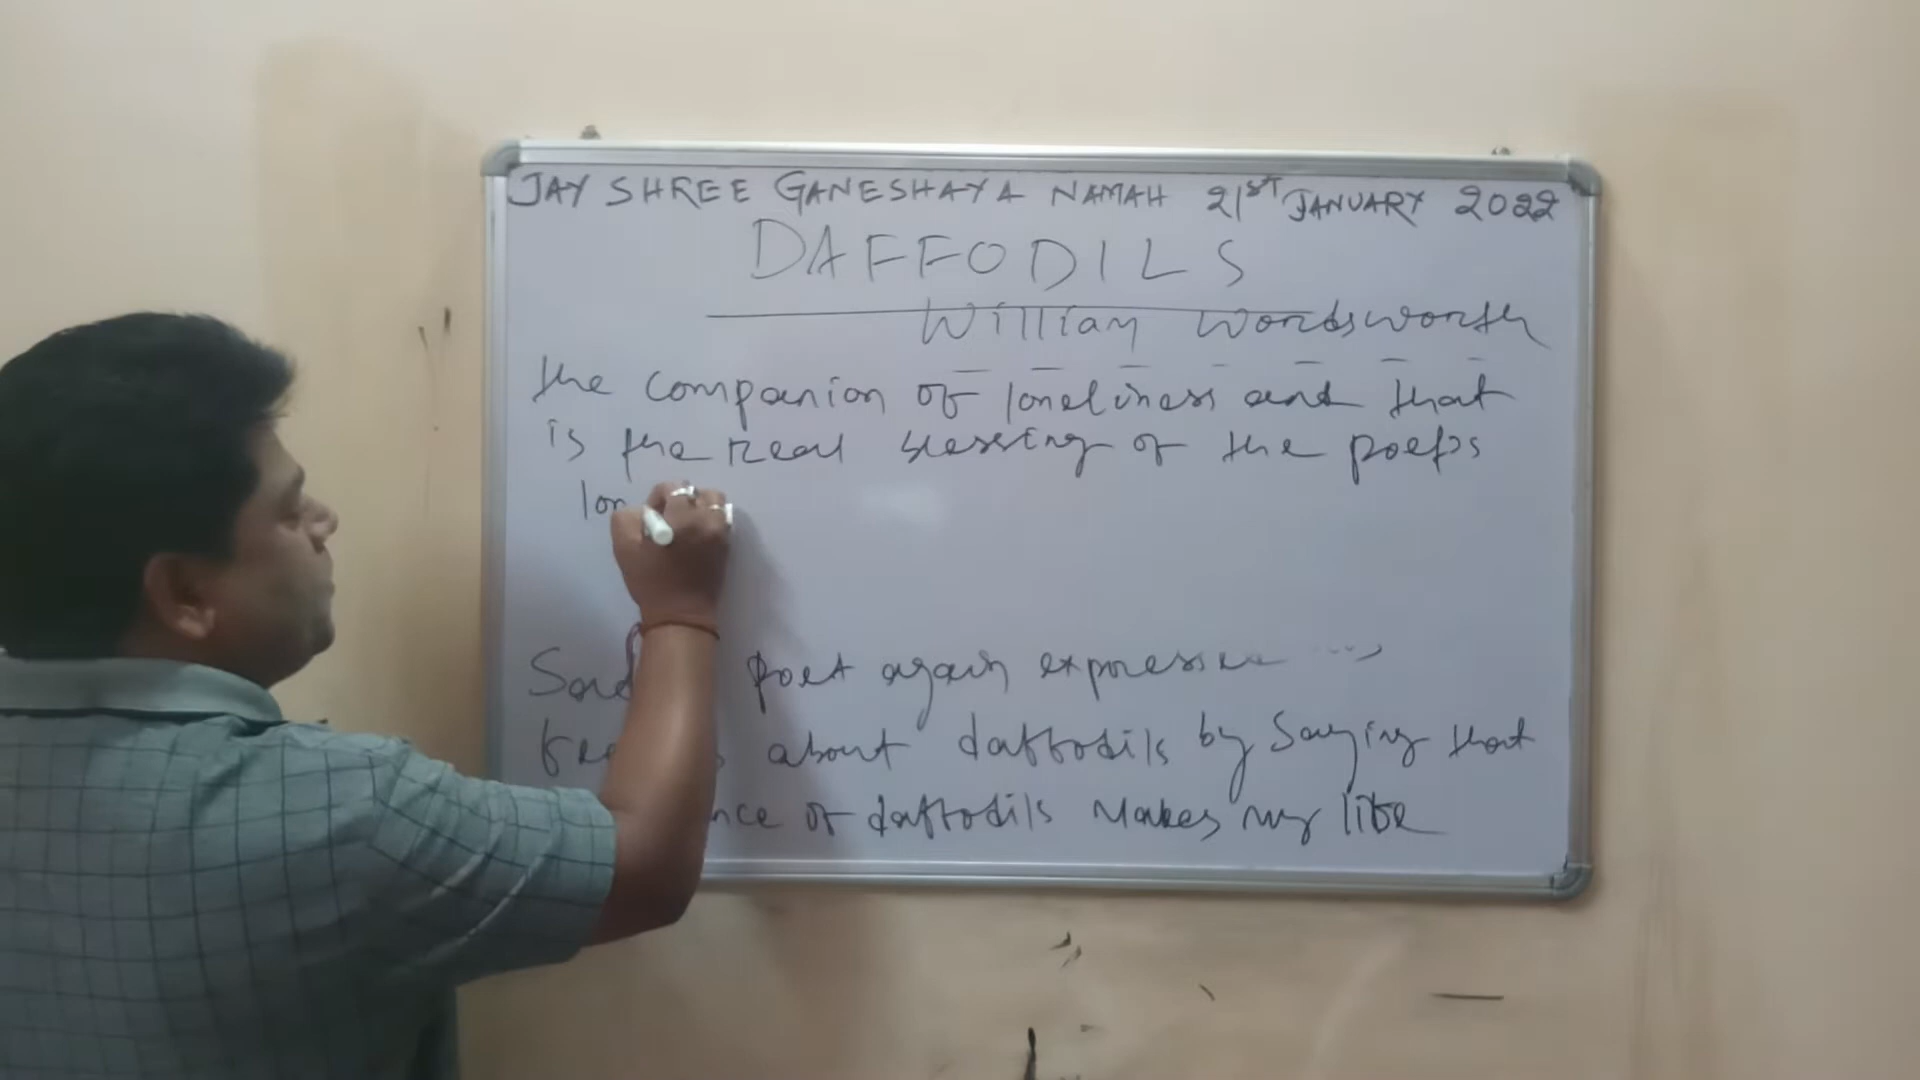 JAY SHREE GANESHAYA NAMAH 21ST JANUARY 2022
DAFFODILS
William Wordsworth
the companion of loneliness and that
is the real blessing of the poet's
lon
poet again expresses
about daffodils by saying that
nce of daffodils makes my life